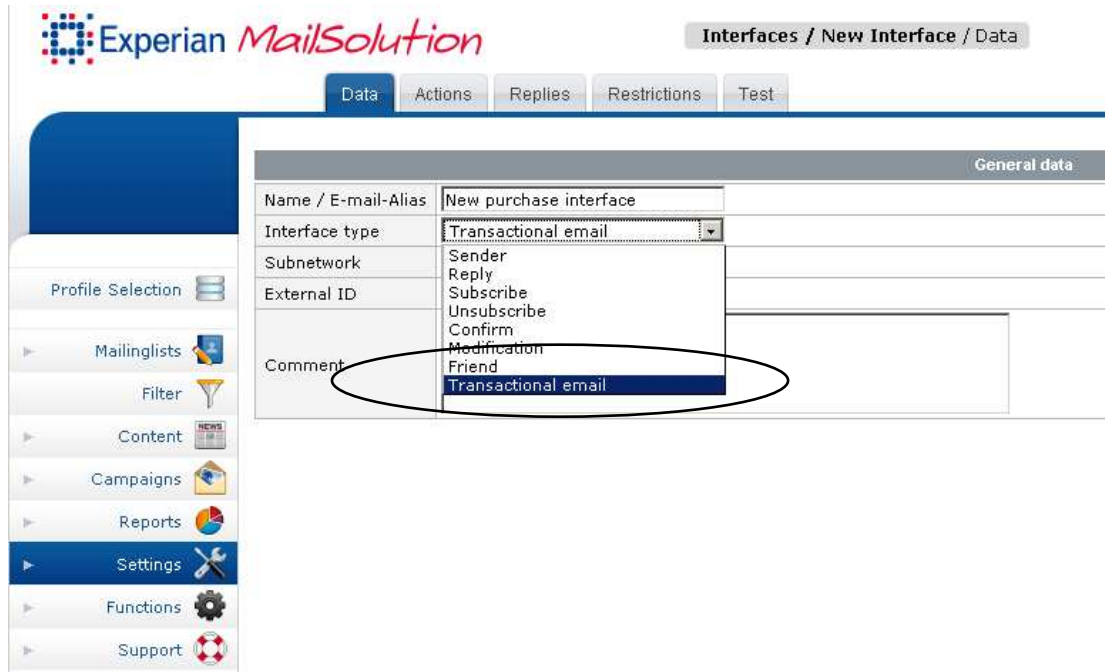 Experian MailSolution
Interfaces / New Interface / Data
Data Actions Replies Restrictions Test
General data
Name / E-mail-Alias New purchase interface
Interface type Transactional email
Subnetwork
External ID
Comment
Sender
Reply
Subscribe
Unsubscribe
Confirm
Modification
Friend
Transactional email
Profile Selection
Mailinglists
Filter
Content
NEWS
Campaigns
Reports
Settings
Functions
Support